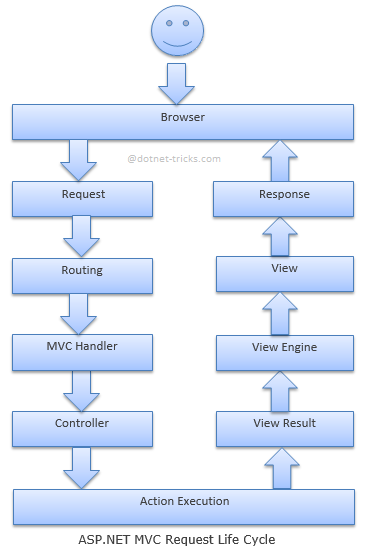 Browser
@dotnet-tricks.com
Request
Response
Routing
View
MVC Handler
View Engine
Controller
View Result
Action Execution
ASP.NET MVC Request Life Cycle